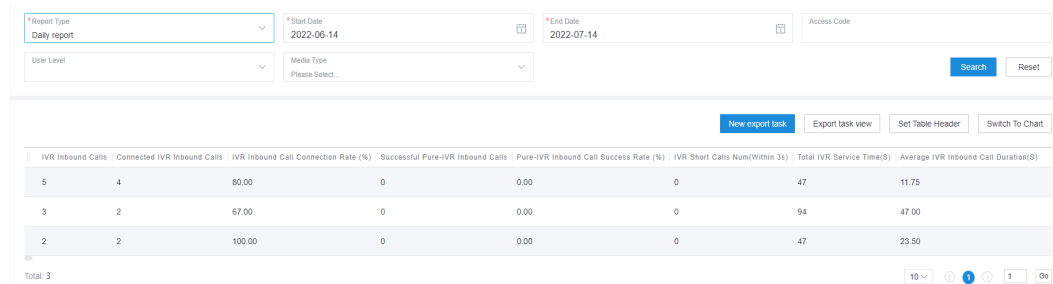 * Report Type
Daily report
* Start Date
2022-06-14
* End Date
2022-07-14
Access Code
User Level
Media Type
Please Select...
Search Reset
New export task Export task view Set Table Header Switch To Chart
IVR Inbound Calls Connected IVR Inbound Calls IVR Inbound Call Connection Rate (%) Successful Pure-IVR Inbound Calls Pure-IVR Inbound Call Success Rate (%) IVR Short Calls Num(Within 3s) Total IVR Service Time(S) Average IVR Inbound Call Duration(S)
5 4 80.00 0 0.00 0 47 11.75
3 2 67.00 0 0.00 0 94 47.00
2 2 100.00 0 0.00 0 47 23.50
Total: 3 10 1 1 Go